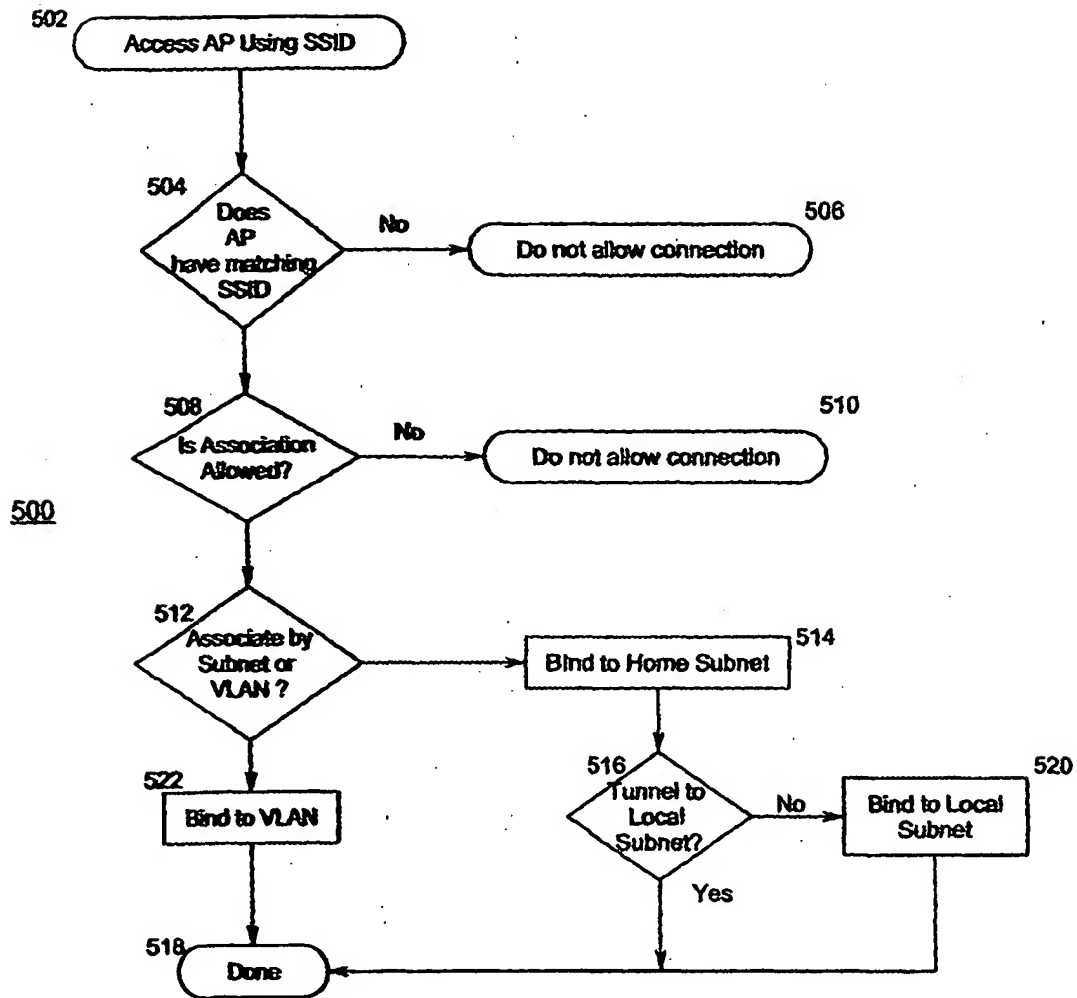 502
Access AP Using SSID
504
Does
AP
have matching
SSID
No
506
Do not allow connection
508
Is Association
Allowed?
No
510
Do not allow connection
500
512
Associate by
Subnet or
VLAN ?
514
Bind to Home Subnet
516
Tunnel to
Local
Subnet?
No
520
Bind to Local
Subnet
522
Bind to VLAN
Yes
518
Done